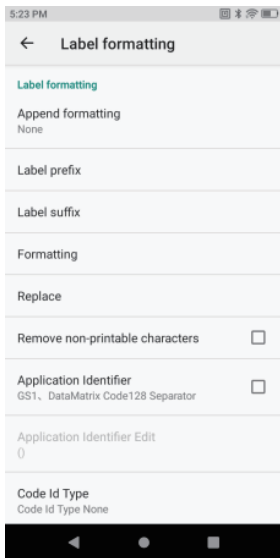 5:23 PM
Label formatting
Label formatting
Append formatting
None
Label prefix
Label suffix
Formatting
Replace
Remove non-printable characters
Application Identifier
GS1、DataMatrix Code128 Separator
Application Identifier Edit
()
Code Id Type
Code Id Type None